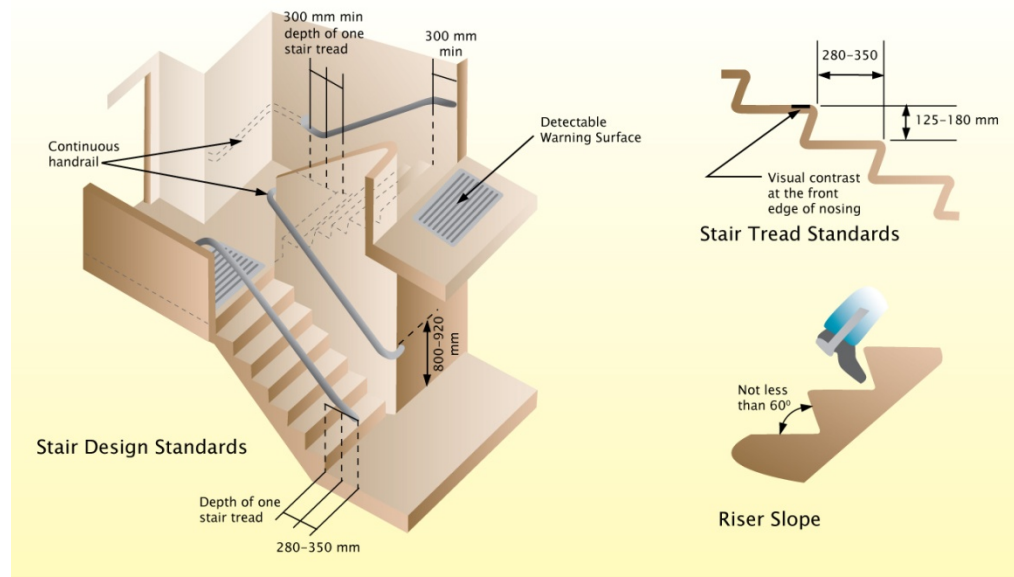 300 mm min
depth of one
stair tread
300 mm
min
Continuous
handrail
Detectable
Warning Surface
800–920
mm
Stair Design Standards
Depth of one
stair tread
280–350 mm
280–350
125–180 mm
Visual contrast
at the front
edge of nosing
Stair Tread Standards
Not less
than 60⁰
Riser Slope